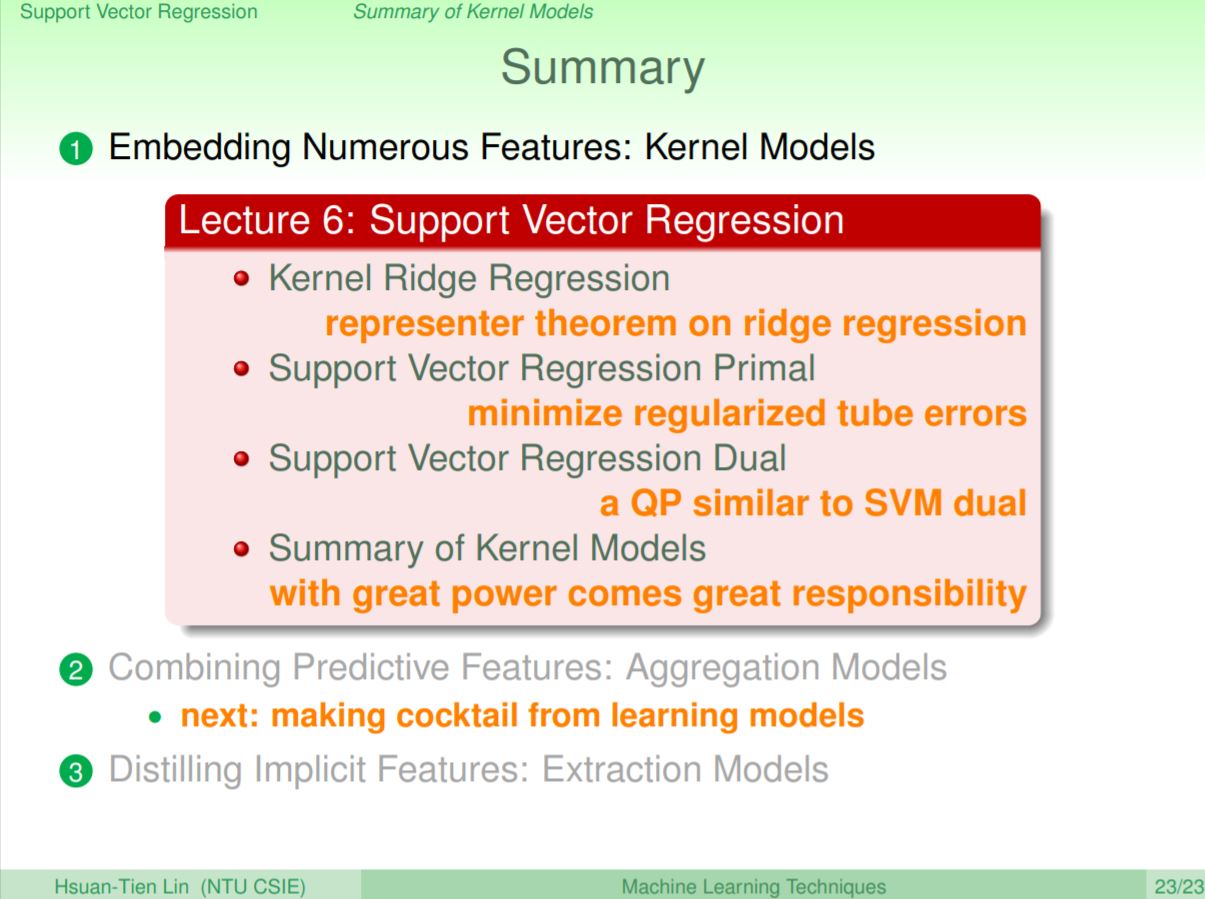 Support Vector Regression Summary of Kernel Models
Summary
1 Embedding Numerous Features: Kernel Models
Lecture 6: Support Vector Regression
Kernel Ridge Regression
representer theorem on ridge regression
Support Vector Regression Primal
minimize regularized tube errors
Support Vector Regression Dual
a QP similar to SVM dual
Summary of Kernel Models
with great power comes great responsibility
2 Combining Predictive Features: Aggregation Models
next: making cocktail from learning models
3 Distilling Implicit Features: Extraction Models
Hsuan-Tien Lin (NTU CSIE) Machine Learning Techniques 23/23